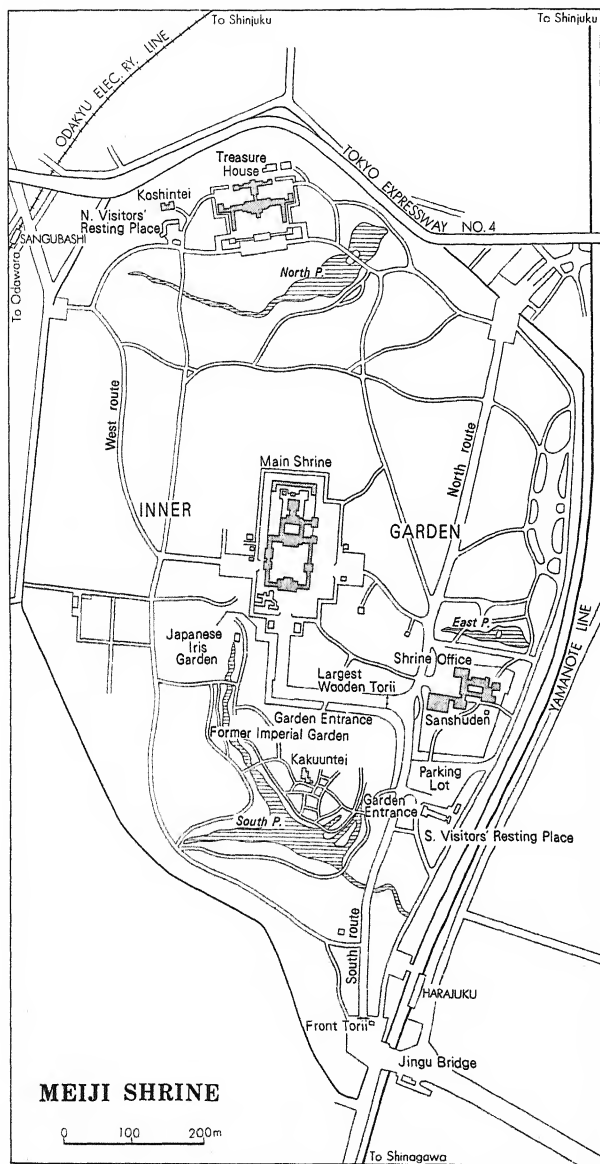 To Shinjuku
To Shinjuku
ODAKYU ELEC. RY. LINE
TOKYO EXPRESSWAY NO. 4
Treasure
House
Koshintei
N. Visitors'
Resting Place
SANGUBASHI
To Odawara
North P.
West route
North route
Main Shrine
INNER
GARDEN
East P.
Japanese
Iris
Garden
Largest
Wooden Torii
Shrine Office
Sanshuden
YAMANOTE LINE
Garden Entrance
Former Imperial Garden
Kakuuntei
Parking
Lot
Garden
Entrance
South P.
S. Visitors' Resting Place
South route
HARAJUKU
Front Torii
Jingu Bridge
MEIJI SHRINE
0 100 200m
To Shinagawa